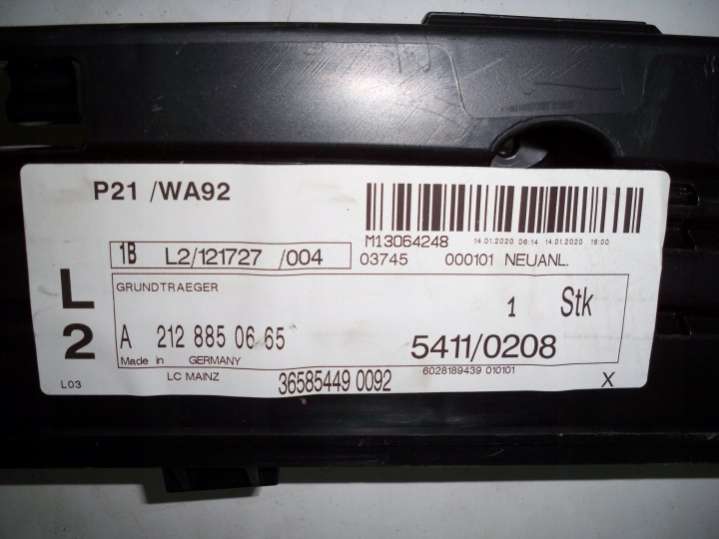 P21 /WA92
M13064248 14.01.2020 06:14 14.01.2020 16:00
1B L2/121727 /004 03745 000101 NEUANL.
L2
GRUNDTRAEGER
1 Stk
A 212 885 06 65 5411/0208
Made in GERMANY
6028189439 010101
LC MAINZ 36585449 0092
L03 X